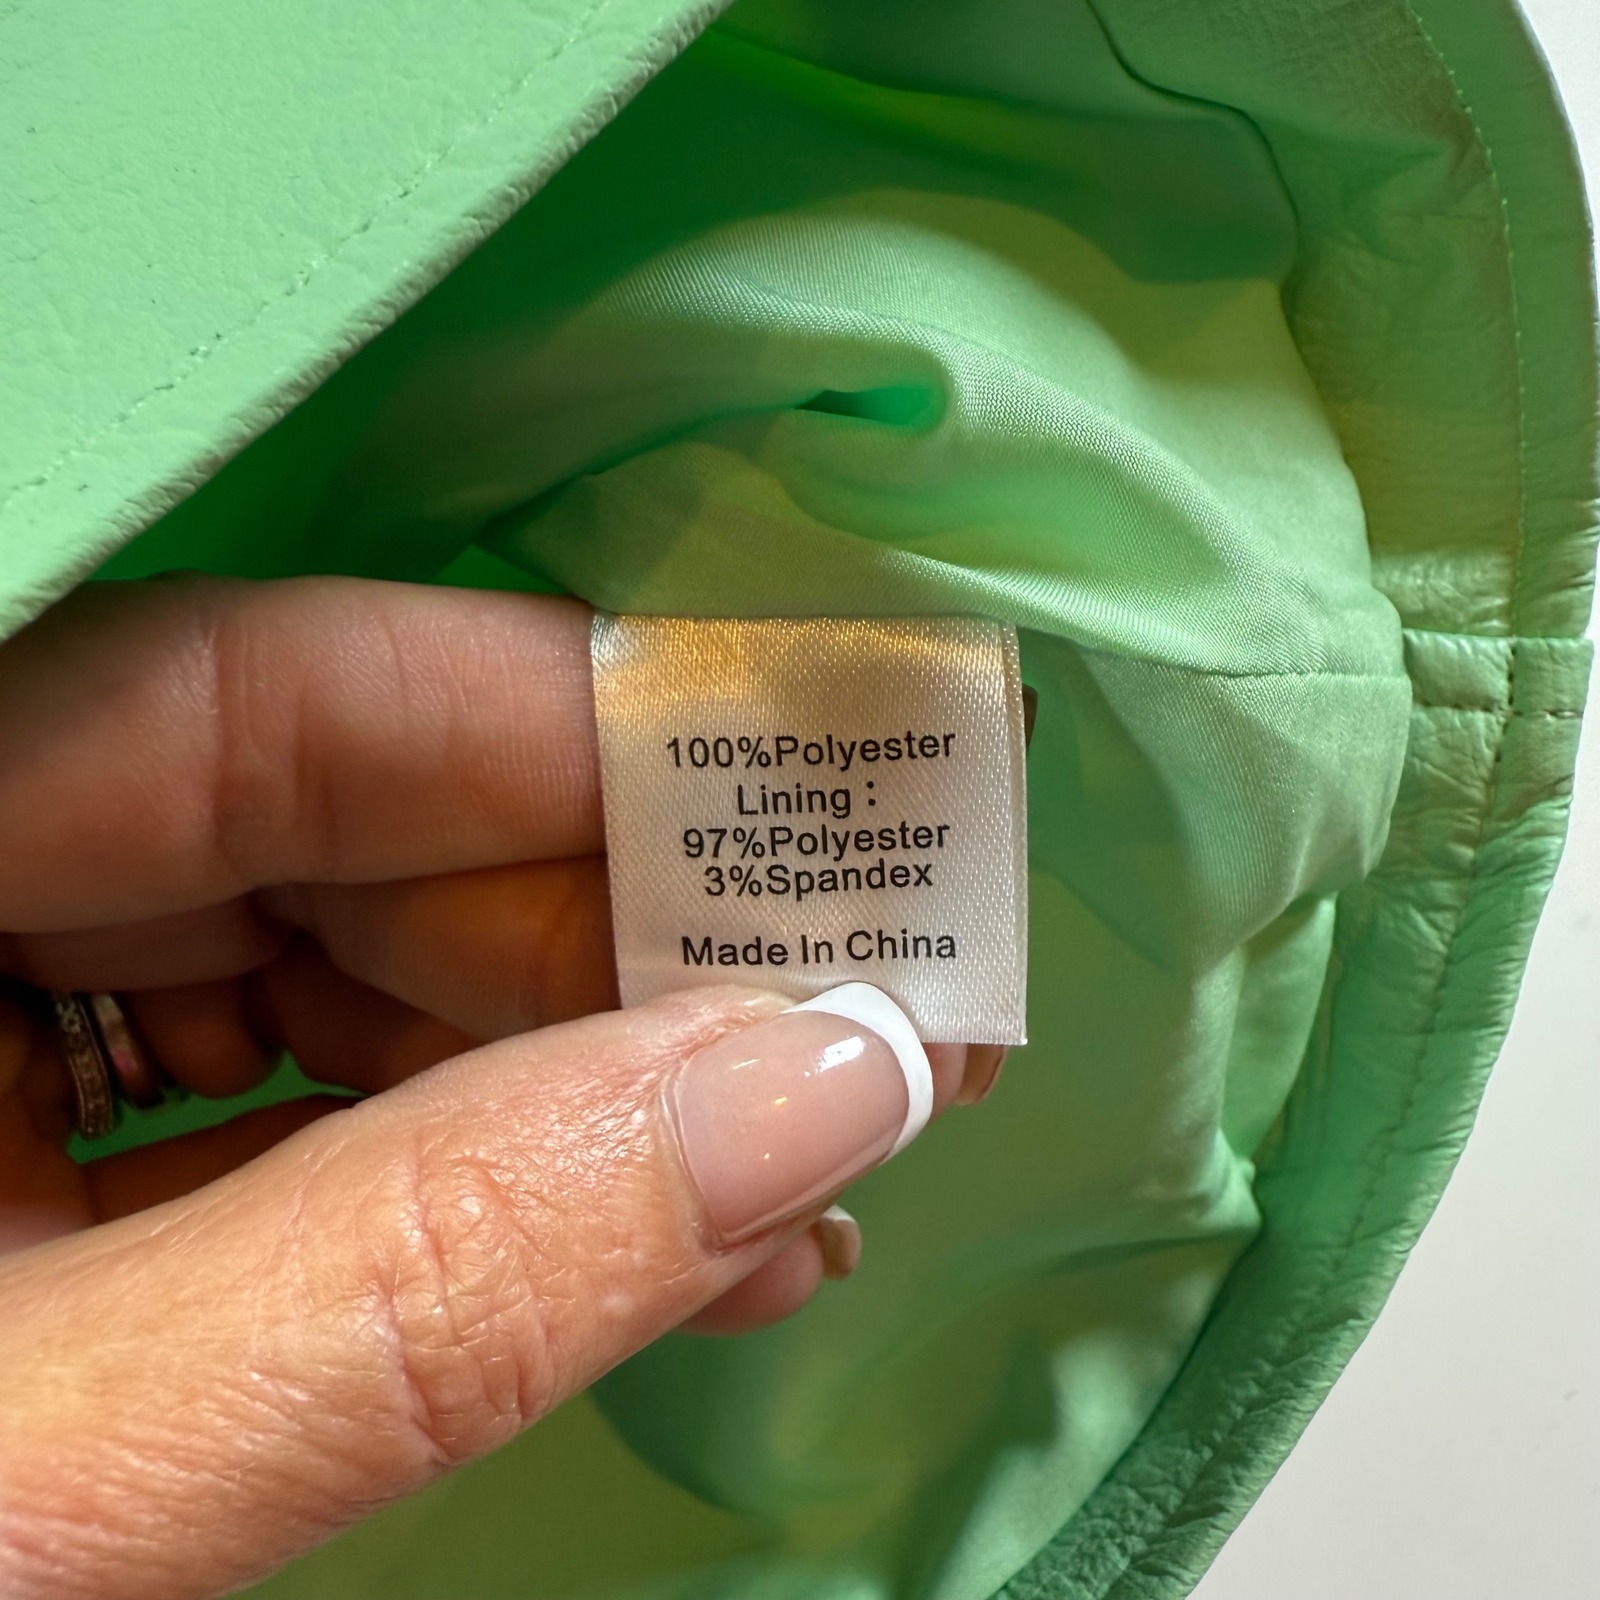 100%Polyester
Lining：
97%Polyester
3%Spandex
Made In China